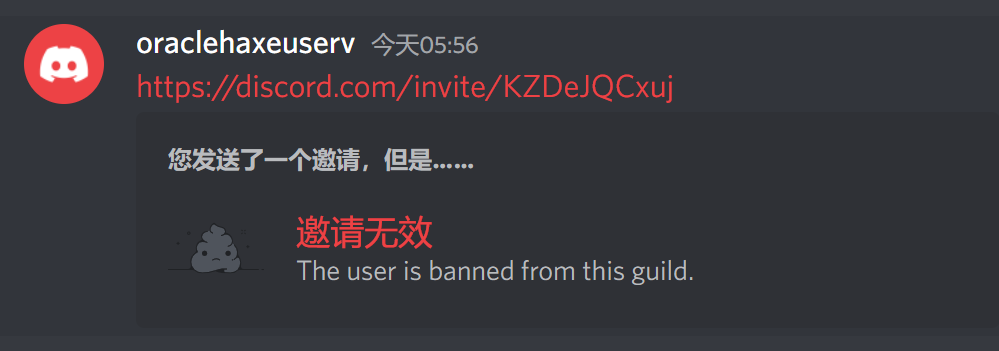 oraclehaxeuserv 今天05:56
https://discord.com/invite/KZDeJQCxuj
您发送了一个邀请，但是……
邀请无效
The user is banned from this guild.